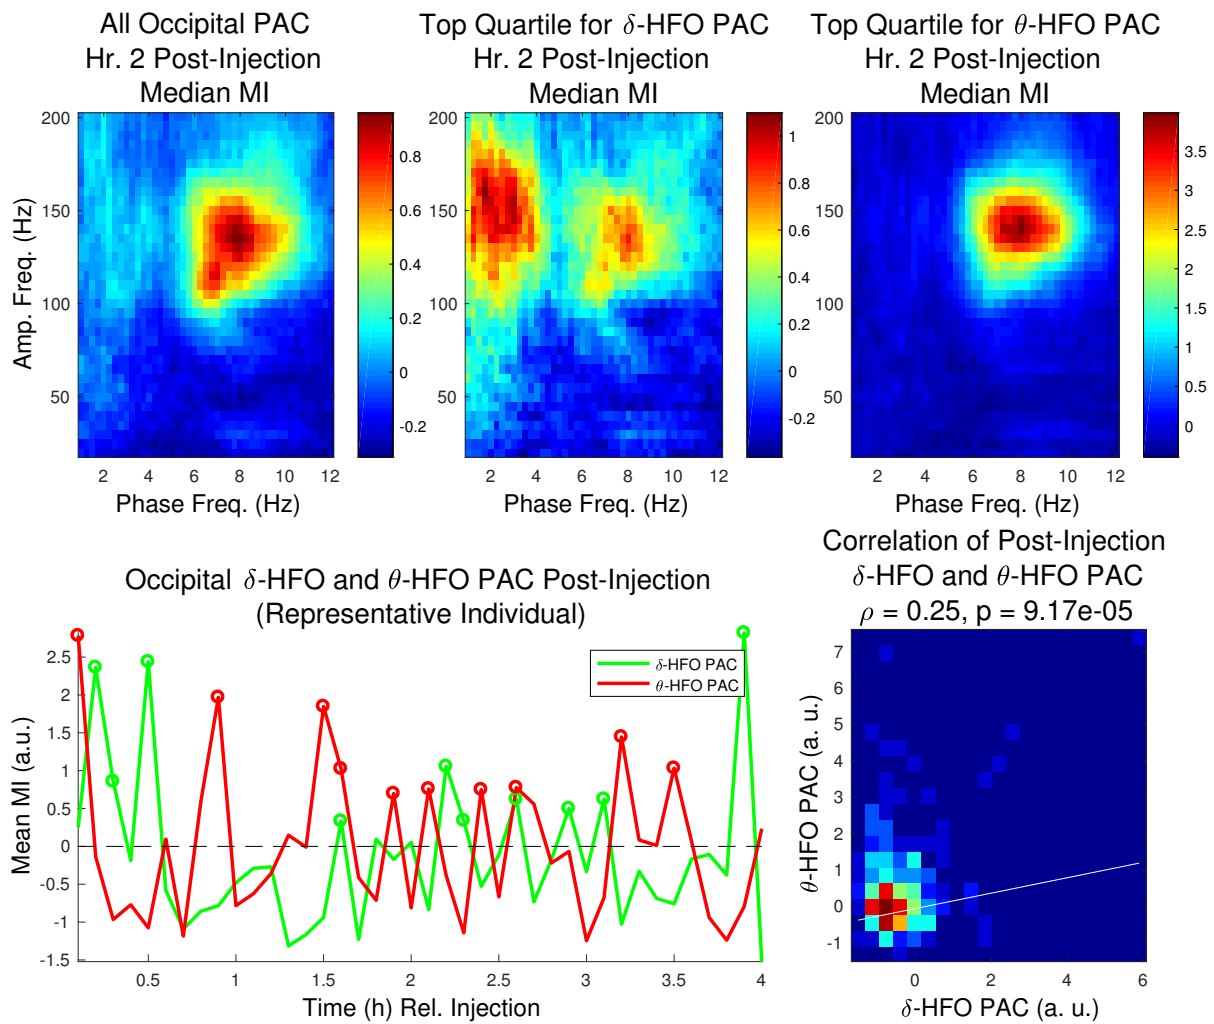 All Occipital PAC
Hr. 2 Post-Injection
Median MI
Top Quartile for δ-HFO PAC
Hr. 2 Post-Injection
Median MI
Top Quartile for θ-HFO PAC
Hr. 2 Post-Injection
Median MI
Amp. Freq. (Hz)
200
150
100
50
2 4 6 8 10 12
Phase Freq. (Hz)
0.8
0.6
0.4
0.2
0
-0.2
200
150
100
50
2 4 6 8 10 12
Phase Freq. (Hz)
1
0.8
0.6
0.4
0.2
0
-0.2
200
150
100
50
2 4 6 8 10 12
Phase Freq. (Hz)
3.5
3
2.5
2
1.5
1
0.5
0
Occipital δ-HFO and θ-HFO PAC Post-Injection
(Representative Individual)
Mean MI (a.u.)
2.5
2
1.5
1
0.5
0
-0.5
-1
-1.5
δ-HFO PAC
θ-HFO PAC
0.5 1 1.5 2 2.5 3 3.5 4
Time (h) Rel. Injection
Correlation of Post-Injection
δ-HFO and θ-HFO PAC
ρ = 0.25, p = 9.17e-05
θ-HFO PAC (a. u.)
7
6
5
4
3
2
1
0
-1
0 2 4 6
δ-HFO PAC (a. u.)